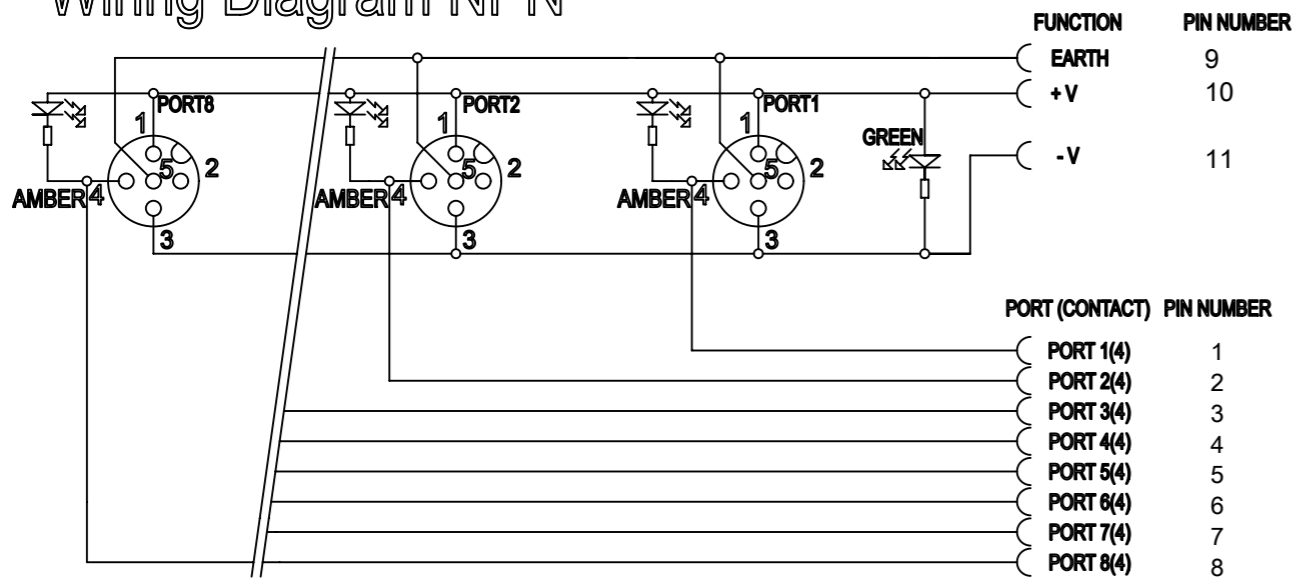 Wiring Diagram NPN
FUNCTION PIN NUMBER
EARTH 9
+V 10
-V 11
PORT8 PORT2 PORT1
1 1 1
GREEN
5 2 5 2 5 2
AMBER 4 AMBER 4 AMBER 4
3 3 3
PORT (CONTACT) PIN NUMBER
PORT 1(4) 1
PORT 2(4) 2
PORT 3(4) 3
PORT 4(4) 4
PORT 5(4) 5
PORT 6(4) 6
PORT 7(4) 7
PORT 8(4) 8